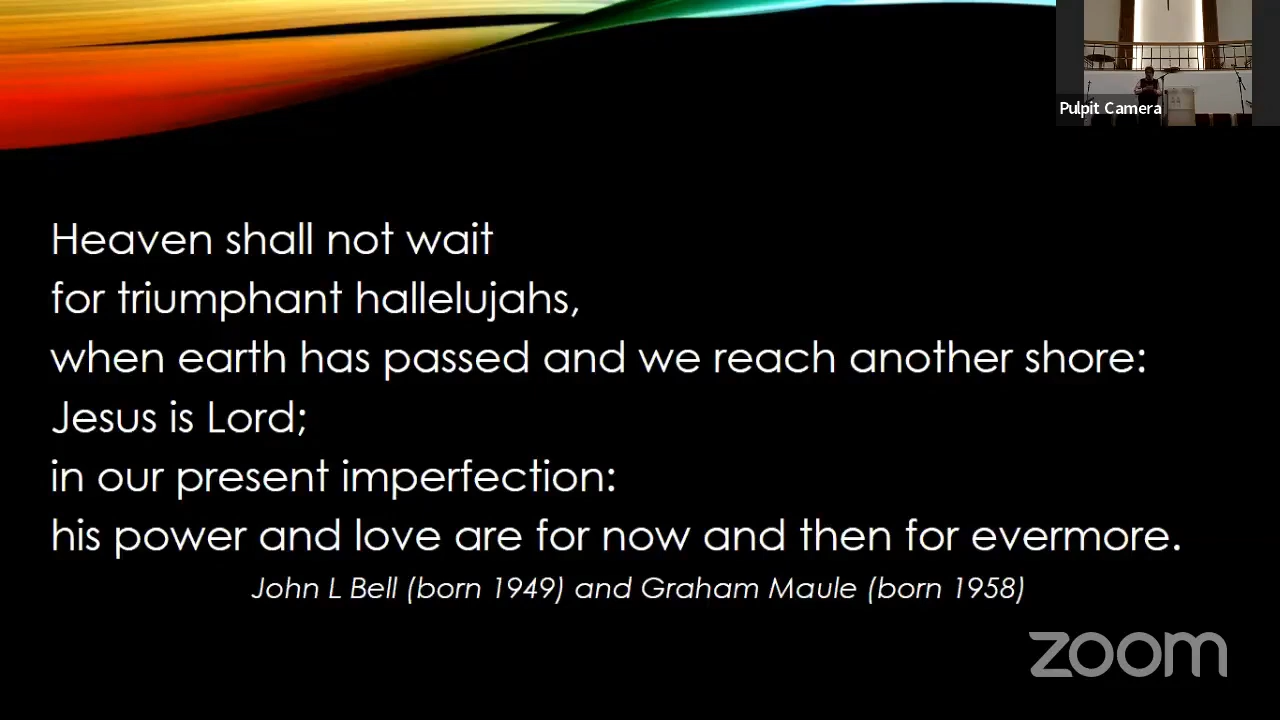 Pulpit Camera
Heaven shall not wait
for triumphant hallelujahs,
when earth has passed and we reach another shore:
Jesus is Lord;
in our present imperfection:
his power and love are for now and then for evermore.
John L Bell (born 1949) and Graham Maule (born 1958)
zoom